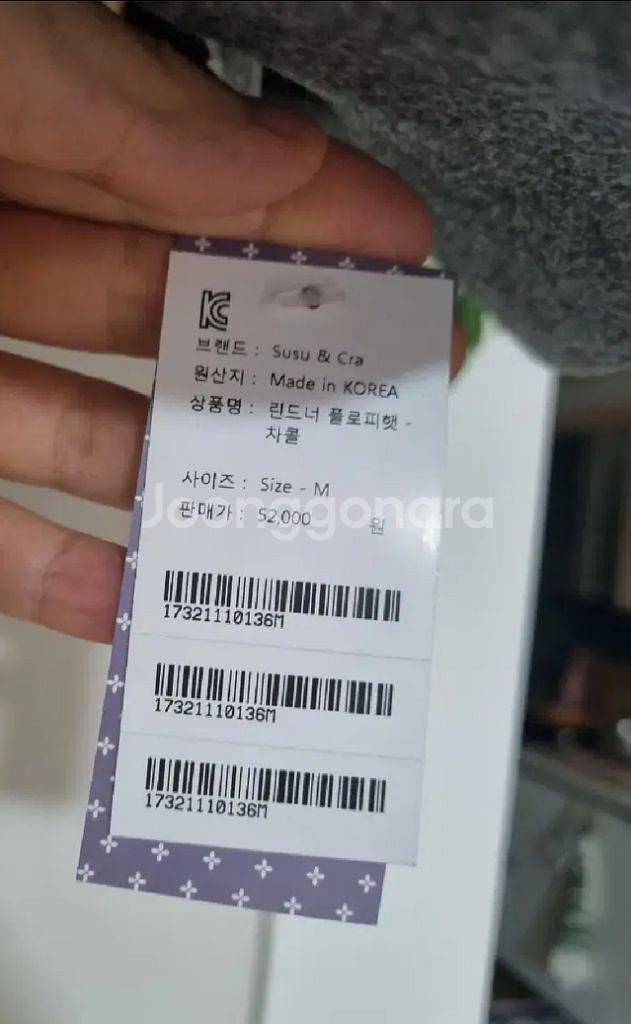 KC
브랜드 : Susu & Cra
원산지 : Made in KOREA
상품명 : 린드너 플로피햇 -
차콜
사이즈 : Size - M
판매가 : 52,000 원
Joonggonara
17321110136M
17321110136M
17321110136M